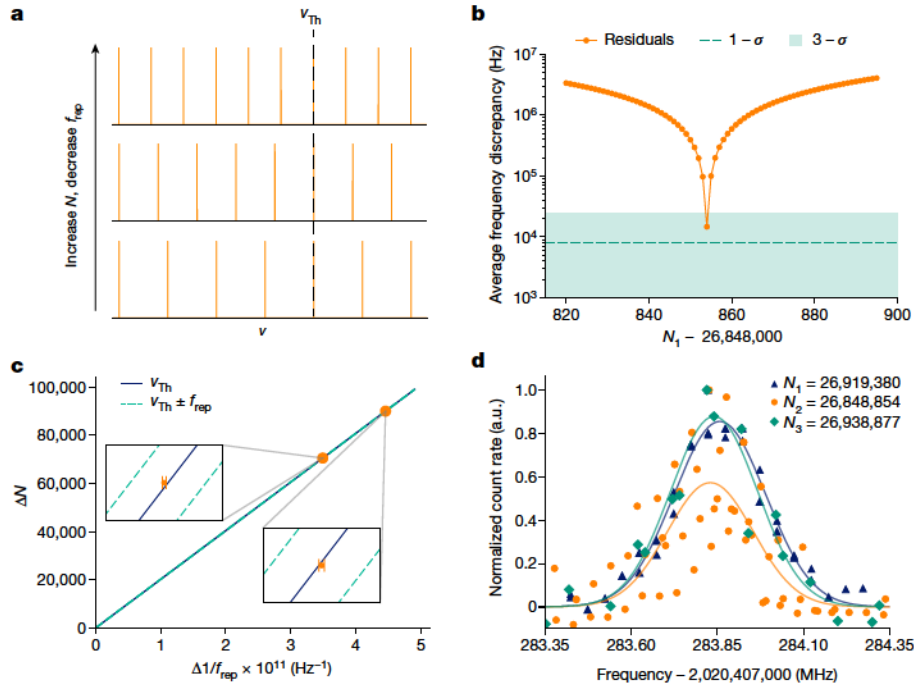 a
ν_Th
Increase N, decrease f_rep
ν
b
Residuals 1 – σ 3 – σ
Average frequency discrepancy (Hz)
10^7
10^6
10^5
10^4
10^3
820 840 860 880 900
N_1 – 26,848,000
c
ν_Th
ν_Th ± f_rep
ΔN
100,000
80,000
60,000
40,000
20,000
0
0 1 2 3 4 5
Δ1/f_rep × 10^11 (Hz^–1)
d
N_1 = 26,919,380
N_2 = 26,848,854
N_3 = 26,938,877
Normalized count rate (a.u.)
1.0
0.8
0.6
0.4
0.2
0
283.35 283.60 283.85 284.10 284.35
Frequency – 2,020,407,000 (MHz)